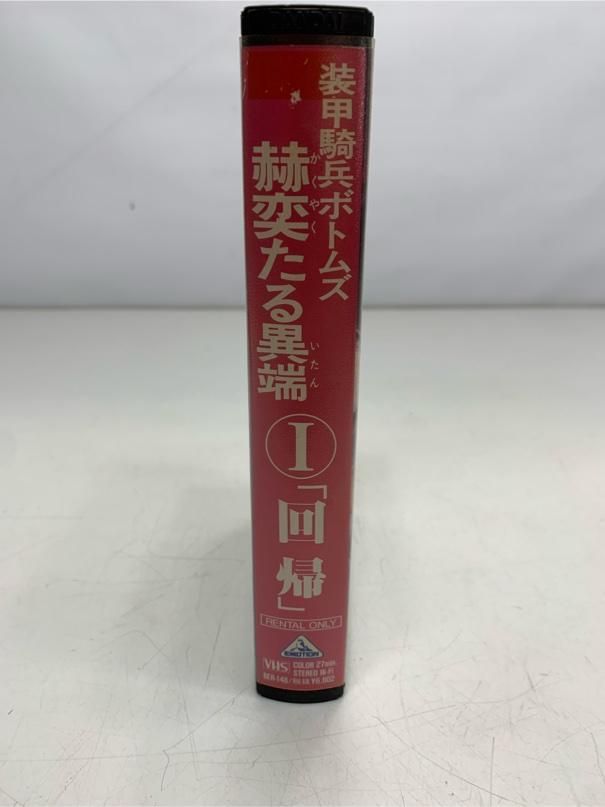 BANDAI
装甲騎兵ボトムズ
かくやく
いたん
赫奕たる異端
I
「回帰」
RENTAL ONLY
EMOTION
VHS
COLOR 27min.
STEREO Hi-Fi